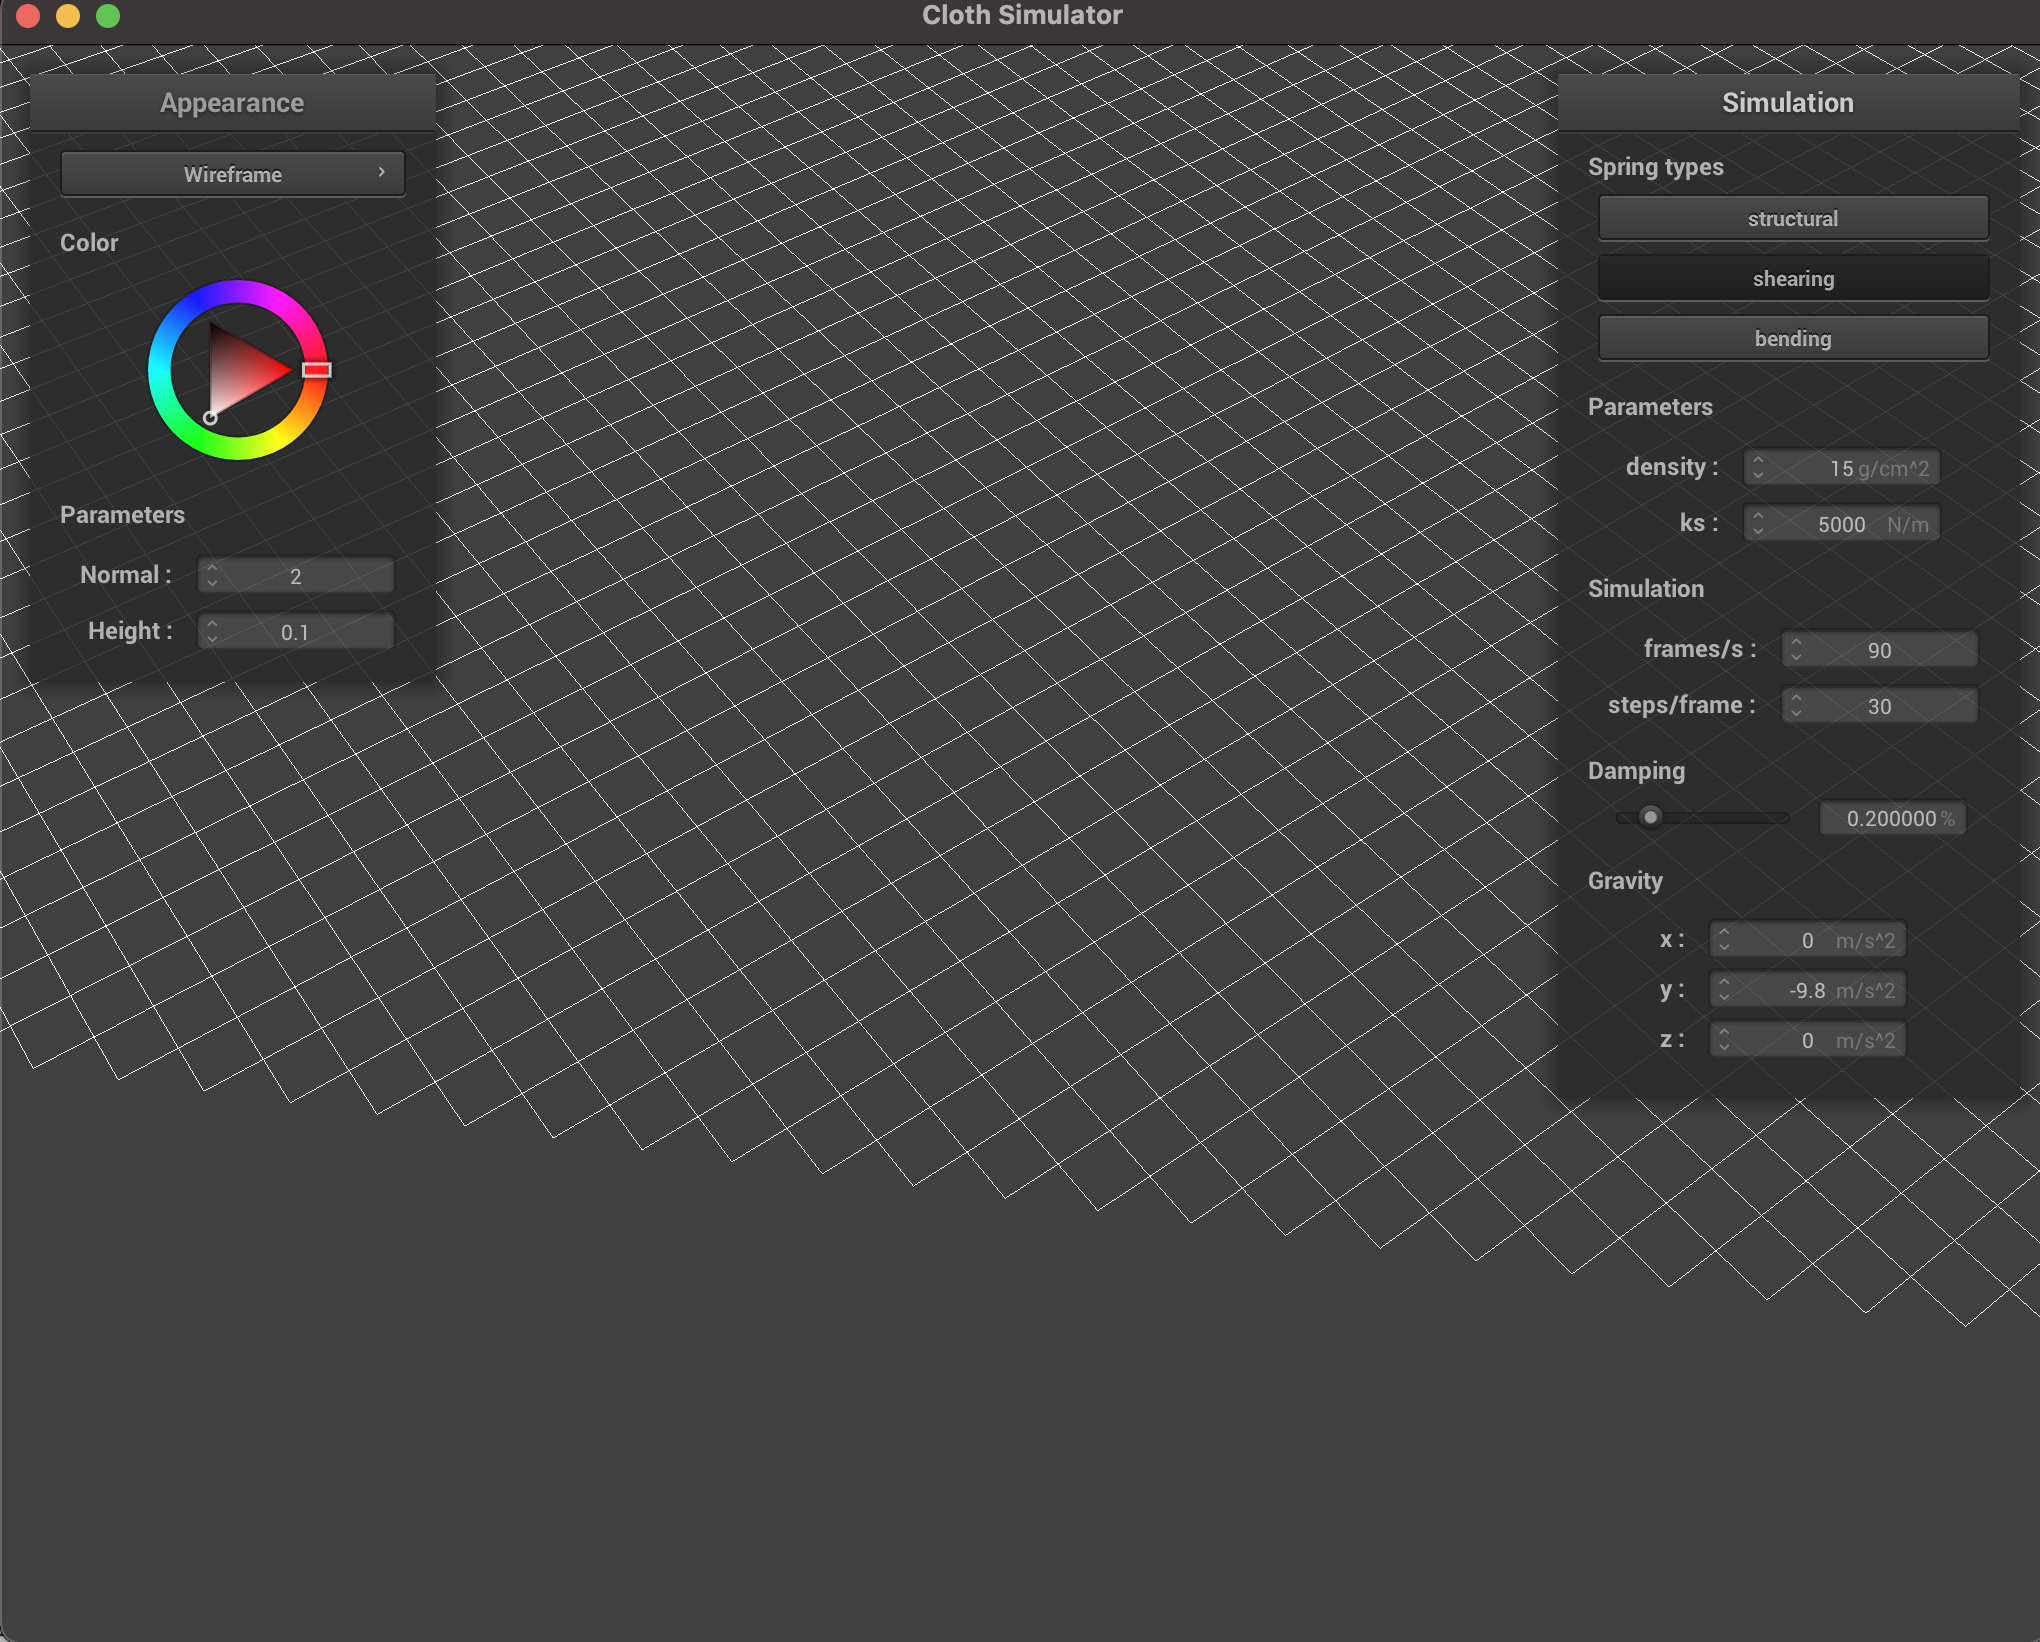 Cloth Simulator
Appearance
Wireframe
Color
Parameters
Normal : 2
Height : 0.1
Simulation
Spring types
structural
shearing
bending
Parameters
density : 15 g/cm^2
ks : 5000 N/m
Simulation
frames/s : 90
steps/frame : 30
Damping
0.200000 %
Gravity
x : 0 m/s^2
y : -9.8 m/s^2
z : 0 m/s^2